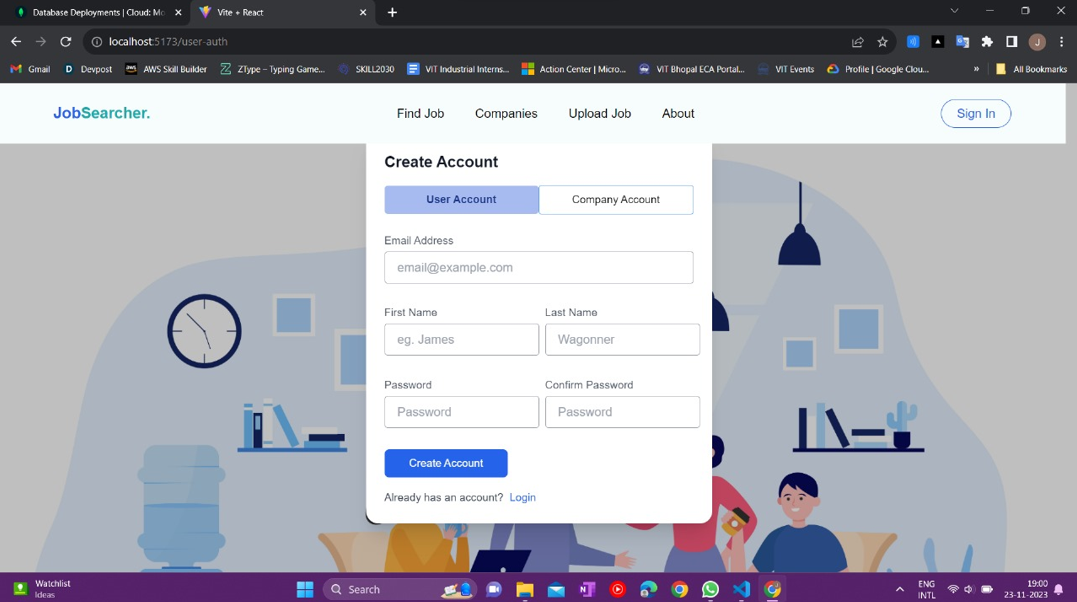 Database Deployments | Cloud: Mo
Vite + React
localhost:5173/user-auth
Gmail
Devpost
AWS Skill Builder
ZType – Typing Game...
SKILL2030
VIT Industrial Interns...
Action Center | Micro...
VIT Bhopal ECA Portal...
VIT Events
Profile | Google Clou...
»
All Bookmarks
JobSearcher.
Find Job
Companies
Upload Job
About
Sign In
Create Account
User Account
Company Account
Email Address
email@example.com
First Name
Last Name
eg. James
Wagonner
Password
Confirm Password
Password
Password
Create Account
Already has an account? Login
Watchlist
Ideas
Search
ENG
INTL
19:00
23-11-2023